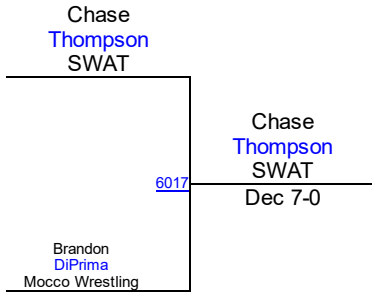 Chase
Thompson
SWAT
Chase
Thompson
SWAT
6017
Dec 7-0
Brandon
DiPrima
Mocco Wrestling